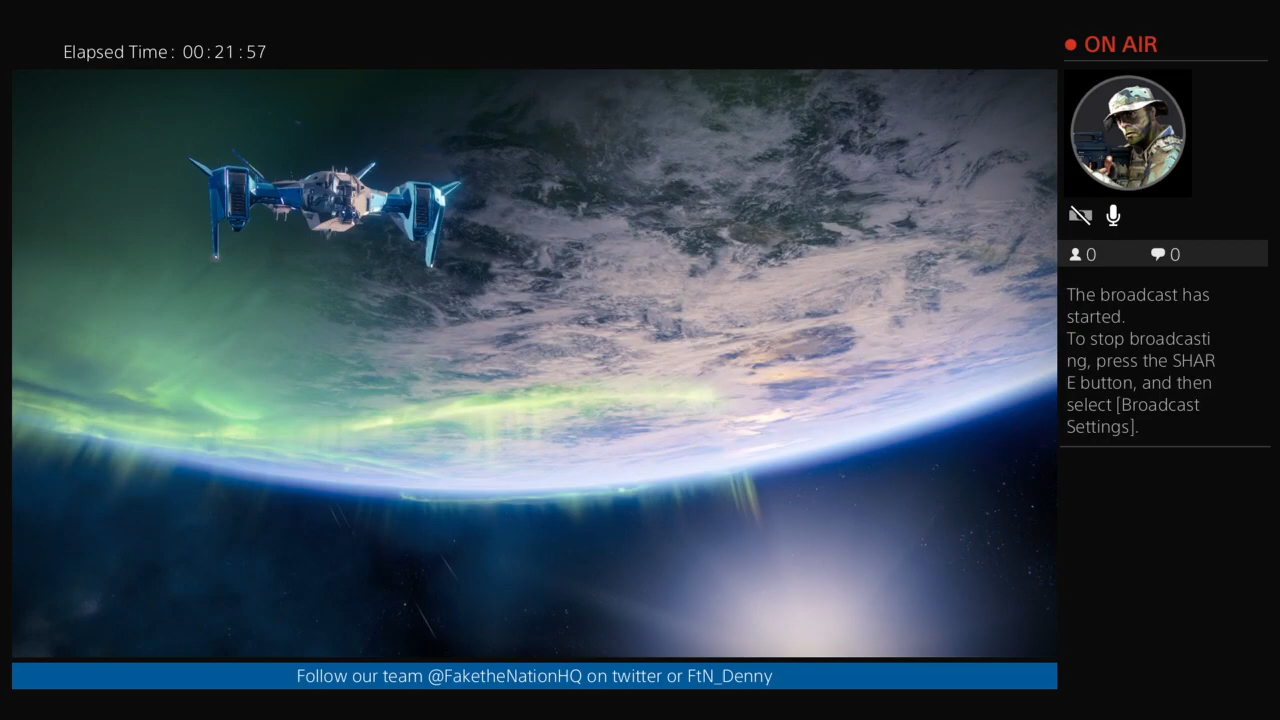 Elapsed Time: 00:21:57
ON AIR
0 0
The broadcast has
started.
To stop broadcasti
ng, press the SHAR
E button, and then
select [Broadcast
Settings].
Follow our team @FaketheNationHQ on twitter or FtN_Denny